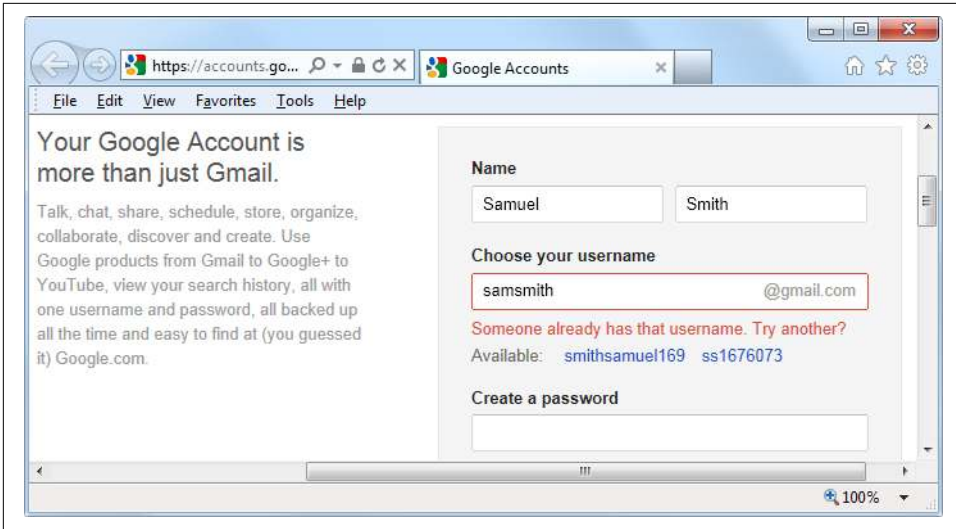 https://accounts.go...
Google Accounts
File Edit View Favorites Tools Help
Your Google Account is
more than just Gmail.
Talk, chat, share, schedule, store, organize,
collaborate, discover and create. Use
Google products from Gmail to Google+ to
YouTube, view your search history, all with
one username and password, all backed up
all the time and easy to find at (you guessed
it) Google.com.
Name
Samuel Smith
Choose your username
samsmith @gmail.com
Someone already has that username. Try another?
Available: smithsamuel169 ss1676073
Create a password
100%